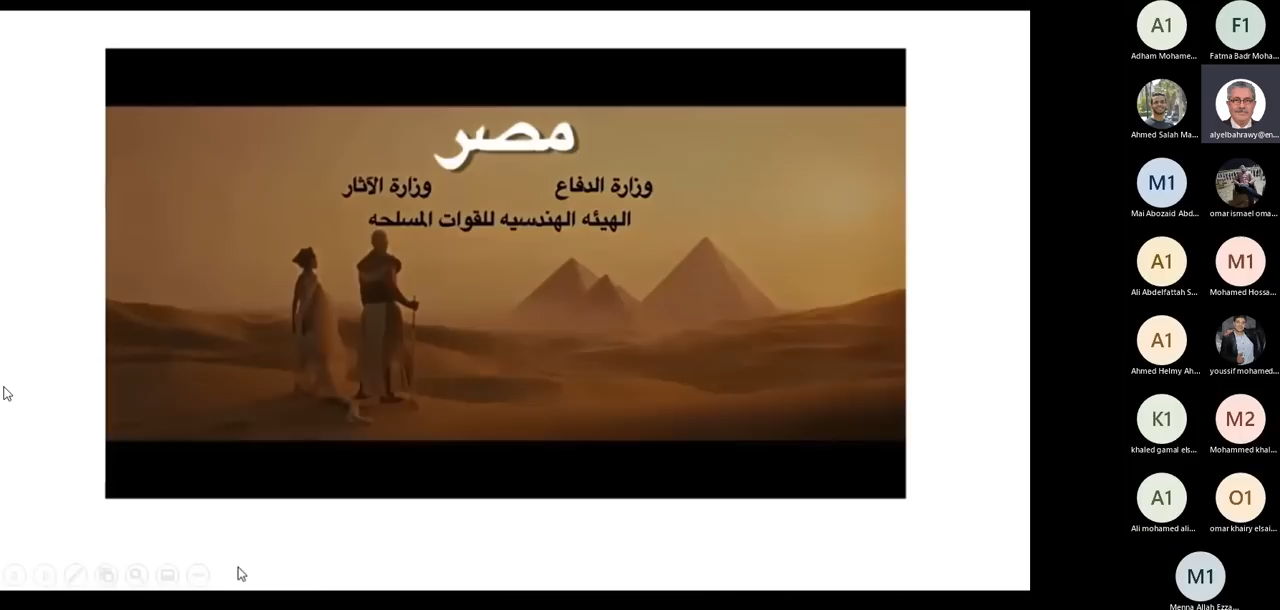 مصر
وزارة الدفاع وزارة الآثار
الهيئه الهندسيه للقوات المسلحه
A1 F1
Adham Mohame... Fatma Badr Moha...
Ahmed Salah Ma... alyelbahrawy@en...
M1
Mai Abozaid Abd... omar ismael oma...
A1 M1
Ali Abdelfattah S... Mohamed Hossa...
A1
Ahmed Helmy Ah... youssif mohamed...
K1 M2
khaled gamal els... Mohammed khal...
A1 O1
Ali mohamed ali... omar khairy elsai...
M1
Menna Allah Ezza...